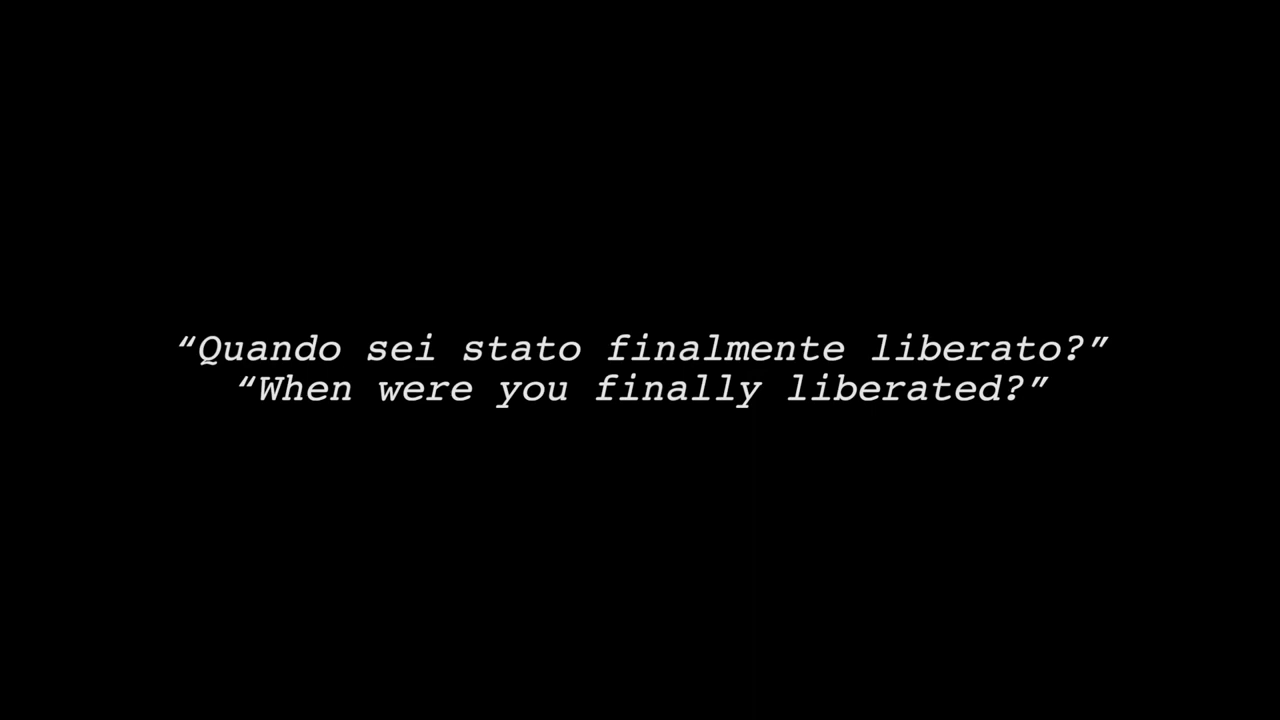 “Quando sei stato finalmente liberato?”
“When were you finally liberated?”